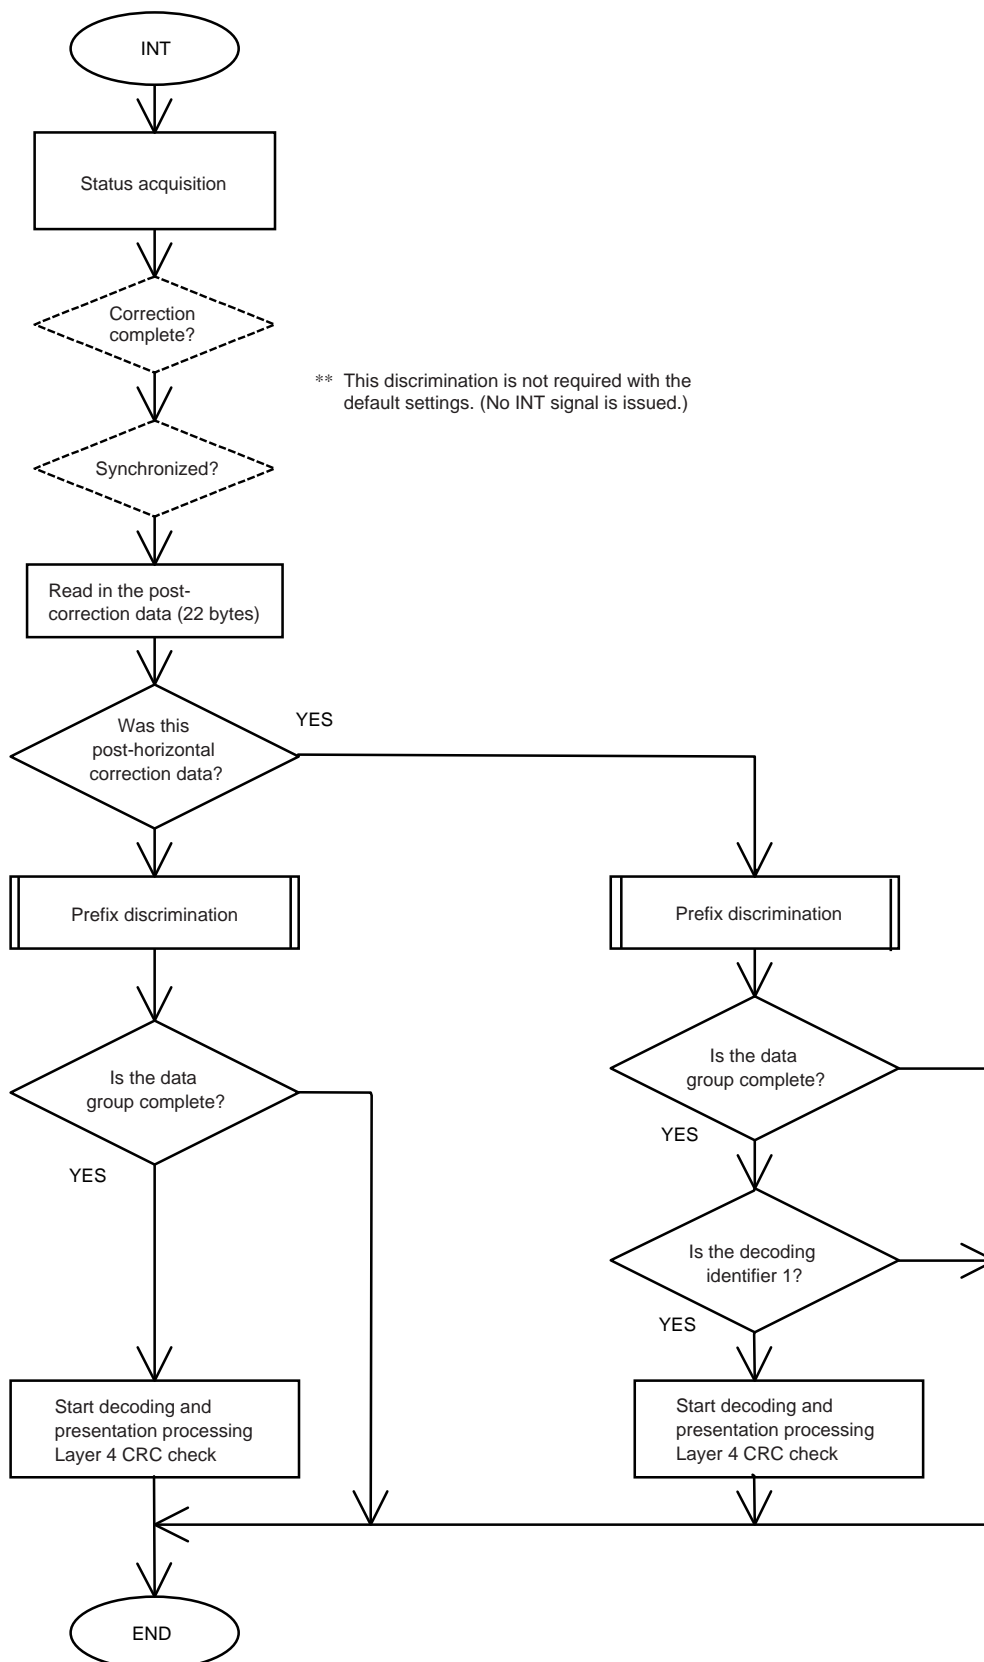 INT
Status acquisition
Correction
complete?
** This discrimination is not required with the
default settings. (No INT signal is issued.)
Synchronized?
Read in the post-
correction data (22 bytes)
Was this
post-horizontal
correction data?
YES
Prefix discrimination
Prefix discrimination
Is the data
group complete?
YES
Is the data
group complete?
YES
Is the decoding
identifier 1?
YES
Start decoding and
presentation processing
Layer 4 CRC check
Start decoding and
presentation processing
Layer 4 CRC check
END